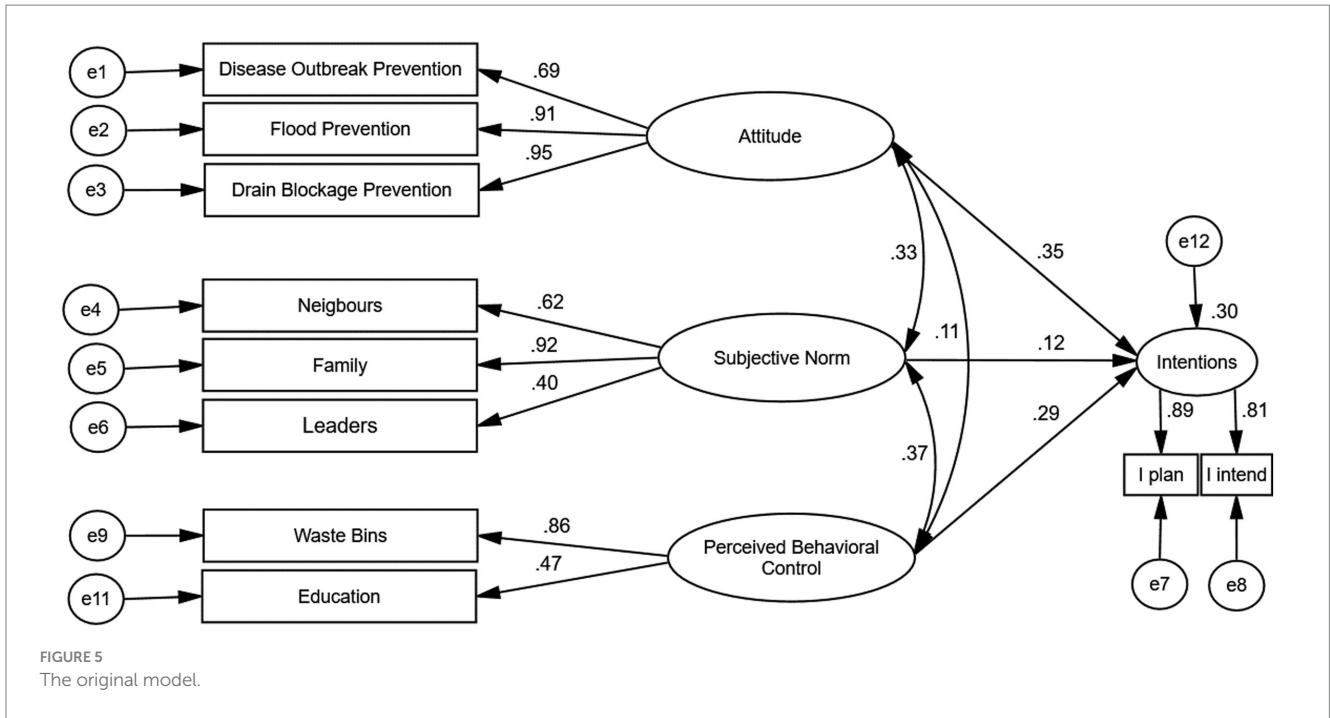 e1
Disease Outbreak Prevention
.69
e2
Flood Prevention
.91
e3
Drain Blockage Prevention
.95
Attitude
e4
Neigbours
.62
e5
Family
.92
e6
Leaders
.40
Subjective Norm
e9
Waste Bins
.86
e11
Education
.47
Perceived Behavioral
Control
.33
.11
.37
.35
.12
.29
e12
.30
Intentions
.89
.81
I plan
I intend
e7
e8
FIGURE 5
The original model.